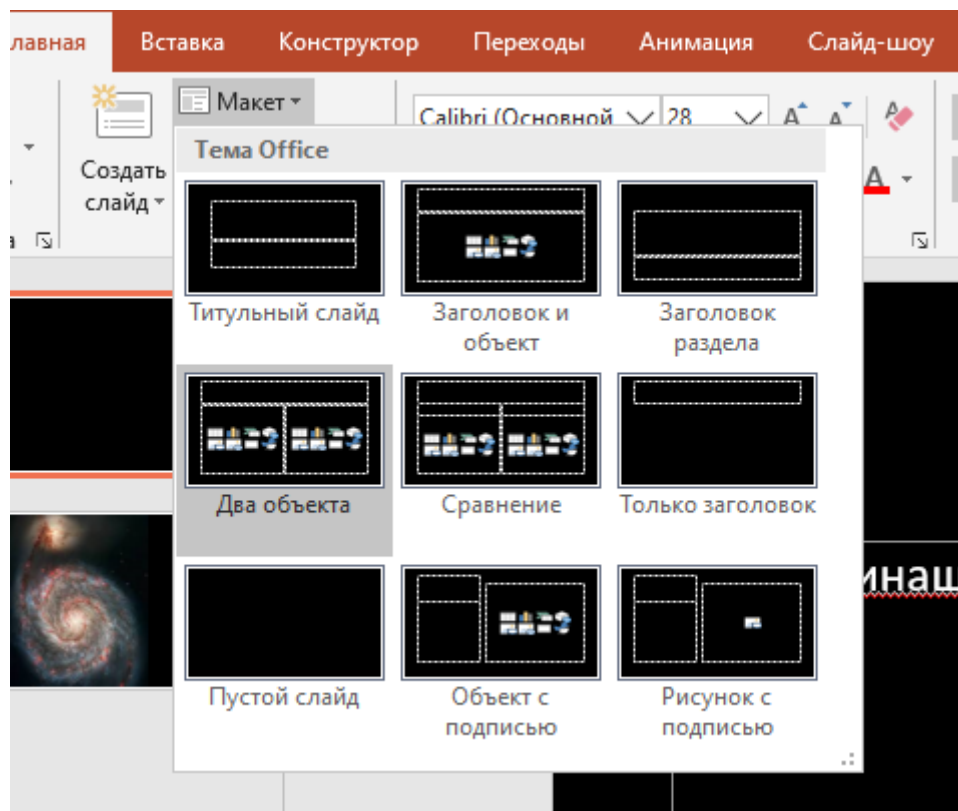 лавная Вставка Конструктор Переходы Анимация Слайд-шоу
Макет
Calibri (Основной 28
Тема Office
Создать
слайд
Титульный слайд Заголовок и Заголовок
объект раздела
Два объекта Сравнение Только заголовок
инаш
Пустой слайд Объект с Рисунок с
подписью подписью